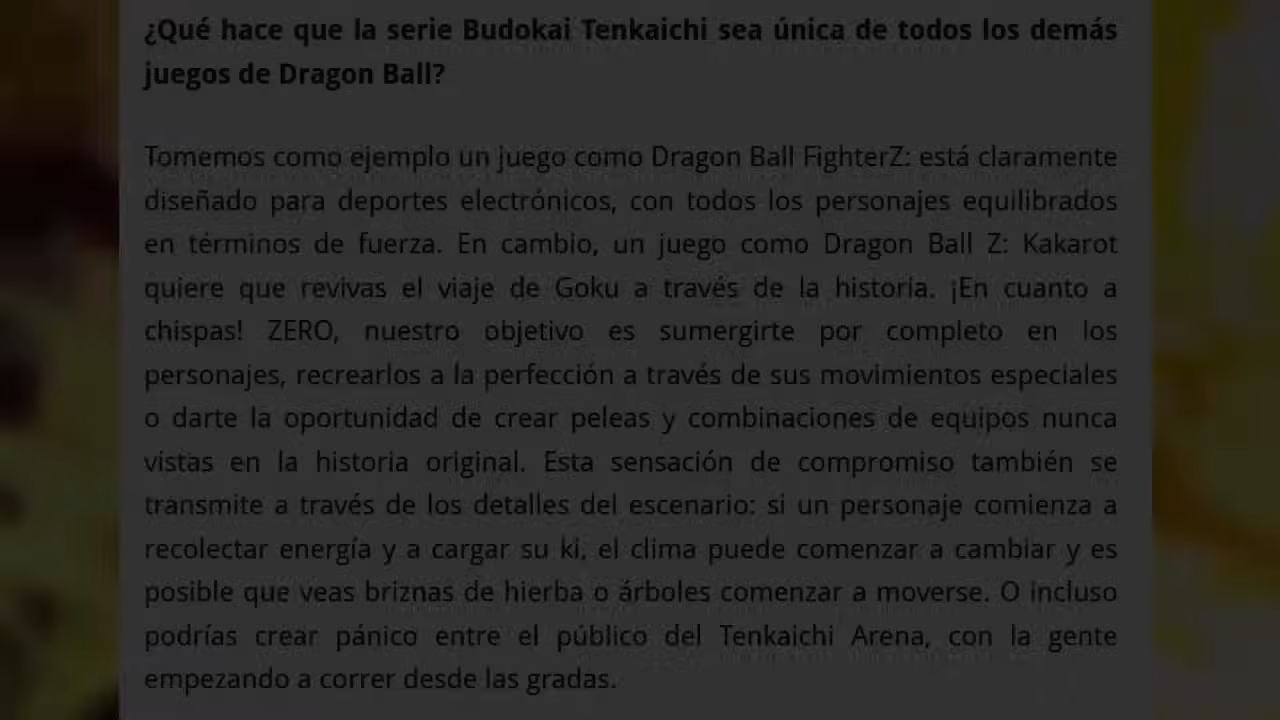 ¿Qué hace que la serie Budokai Tenkaichi sea única de todos los demás
juegos de Dragon Ball?
Tomemos como ejemplo un juego como Dragon Ball FighterZ: está claramente
diseñado para deportes electrónicos, con todos los personajes equilibrados
en términos de fuerza. En cambio, un juego como Dragon Ball Z: Kakarot
quiere que revivas el viaje de Goku a través de la historia. ¡En cuanto a
chispas! ZERO, nuestro objetivo es sumergirte por completo en los
personajes, recrearlos a la perfección a través de sus movimientos especiales
o darte la oportunidad de crear peleas y combinaciones de equipos nunca
vistas en la historia original. Esta sensación de compromiso también se
transmite a través de los detalles del escenario: si un personaje comienza a
recolectar energía y a cargar su ki, el clima puede comenzar a cambiar y es
posible que veas briznas de hierba o árboles comenzar a moverse. O incluso
podrías crear pánico entre el público del Tenkaichi Arena, con la gente
empezando a correr desde las gradas.